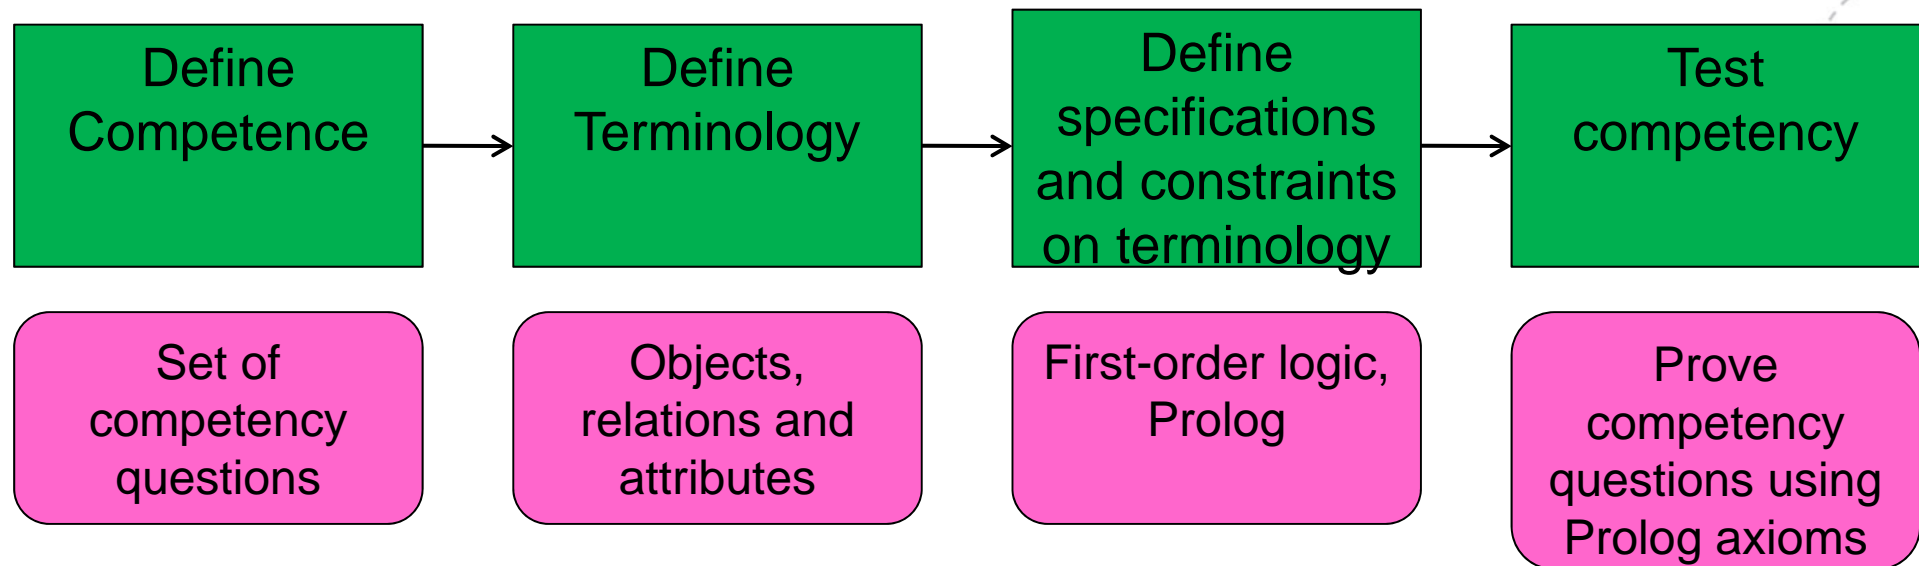 Define
Competence
Define
Terminology
Define
specifications
and constraints
on terminology
Test
competency
Set of
competency
questions
Objects,
relations and
attributes
First-order logic,
Prolog
Prove
competency
questions using
Prolog axioms